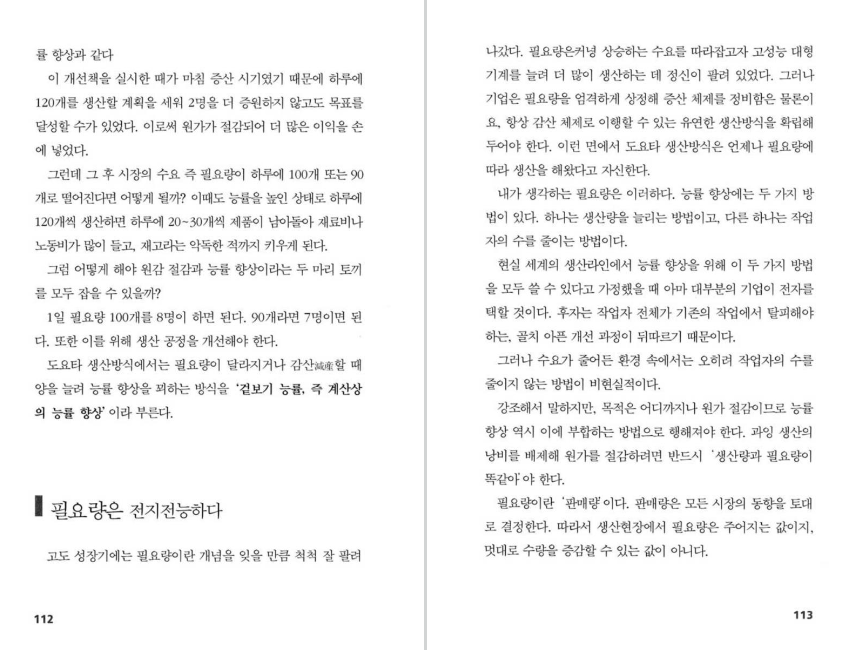 률 향상과 같다
이 개선책을 실시한 때가 마침 증산 시기였기 때문에 하루에
120개를 생산할 계획을 세워 2명을 더 증원하지 않고도 목표를
달성할 수가 있었다. 이로써 원가가 절감되어 더 많은 이익을 손
에 넣었다.
그런데 그 후 시장의 수요 즉 필요량이 하루에 100개 또는 90
개로 떨어진다면 어떻게 될까? 이때도 능률을 높인 상태로 하루에
120개씩 생산하면 하루에 20~30개씩 제품이 남아돌아 재료비나
노동비가 많이 들고, 재고라는 악독한 적까지 키우게 된다.
그럼 어떻게 해야 원감 절감과 능률 향상이라는 두 마리 토끼
를 모두 잡을 수 있을까?
1일 필요량 100개를 8명이 하면 된다. 90개라면 7명이면 된
다. 또한 이를 위해 생산 공정을 개선해야 한다.
도요타 생산방식에서는 필요량이 달라지거나 감산減産할 때
양을 늘려 능률 향상을 꾀하는 방식을 ‘겉보기 능률, 즉 계산상
의 능률 향상’이라 부른다.
필요량은 전지전능하다
고도 성장기에는 필요량이란 개념을 잊을 만큼 척척 잘 팔려
112
나갔다. 필요량은커녕 상승하는 수요를 따라잡고자 고성능 대형
기계를 늘려 더 많이 생산하는 데 정신이 팔려 있었다. 그러나
기업은 필요량을 엄격하게 상정해 증산 체제를 정비함은 물론이
요, 항상 감산 체제로 이행할 수 있는 유연한 생산방식을 확립해
두어야 한다. 이런 면에서 도요타 생산방식은 언제나 필요량에
따라 생산을 해왔다고 자신한다.
내가 생각하는 필요량은 이러하다. 능률 향상에는 두 가지 방
법이 있다. 하나는 생산량을 늘리는 방법이고, 다른 하나는 작업
자의 수를 줄이는 방법이다.
현실 세계의 생산라인에서 능률 향상을 위해 이 두 가지 방법
을 모두 쓸 수 있다고 가정했을 때 아마 대부분의 기업이 전자를
택할 것이다. 후자는 작업자 전체가 기존의 작업에서 탈피해야
하는, 골치 아픈 개선 과정이 뒤따르기 때문이다.
그러나 수요가 줄어든 환경 속에서는 오히려 작업자의 수를
줄이지 않는 방법이 비현실적이다.
강조해서 말하지만, 목적은 어디까지나 원가 절감이므로 능률
향상 역시 이에 부합하는 방법으로 행해져야 한다. 과잉 생산의
낭비를 배제해 원가를 절감하려면 반드시 ‘생산량과 필요량이
똑같아’야 한다.
필요량이란 ‘판매량’이다. 판매량은 모든 시장의 동향을 토대
로 결정한다. 따라서 생산현장에서 필요량은 주어지는 값이지,
멋대로 수량을 증감할 수 있는 값이 아니다.
113